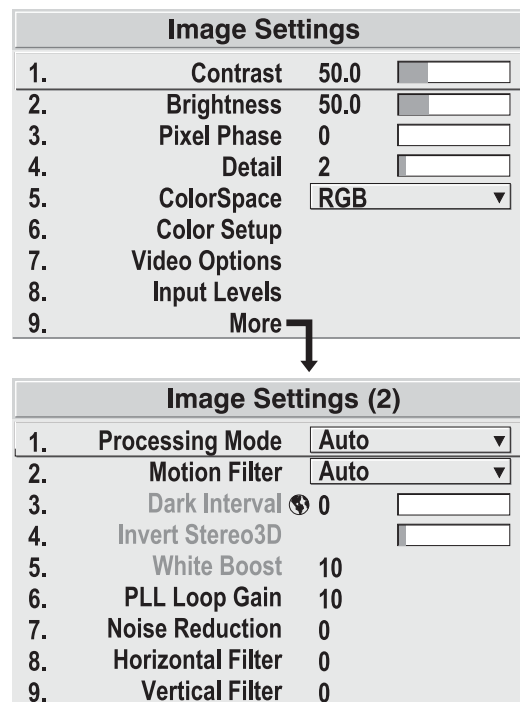 Image Settings
1. Contrast 50.0
2. Brightness 50.0
3. Pixel Phase 0
4. Detail 2
5. ColorSpace RGB
6. Color Setup
7. Video Options
8. Input Levels
9. More
Image Settings (2)
1. Processing Mode Auto
2. Motion Filter Auto
3. Dark Interval 0
4. Invert Stereo3D
5. White Boost 10
6. PLL Loop Gain 10
7. Noise Reduction 0
8. Horizontal Filter 0
9. Vertical Filter 0